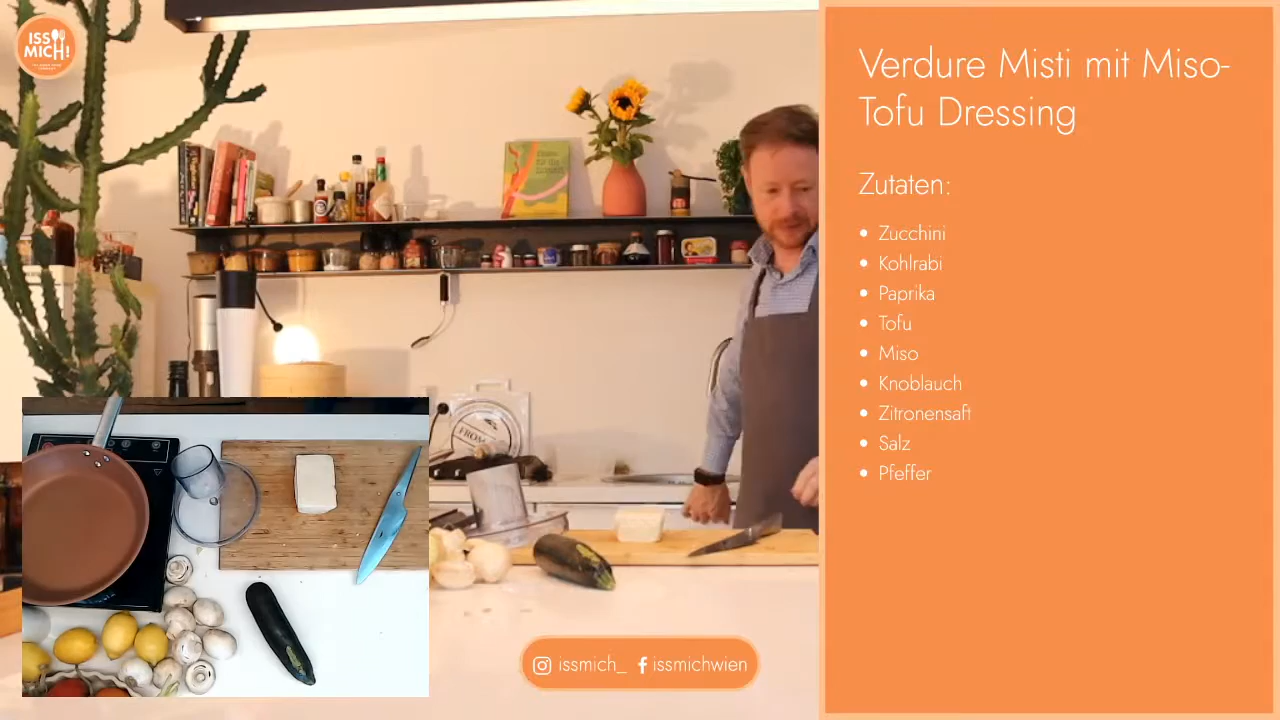 ISS
MICH!
Verdure Misti mit Miso-
Tofu Dressing
Zutaten:
Zucchini
Kohlrabi
Paprika
Tofu
Miso
Knoblauch
Zitronensaft
Salz
Pfeffer
issmich_ issmichwien